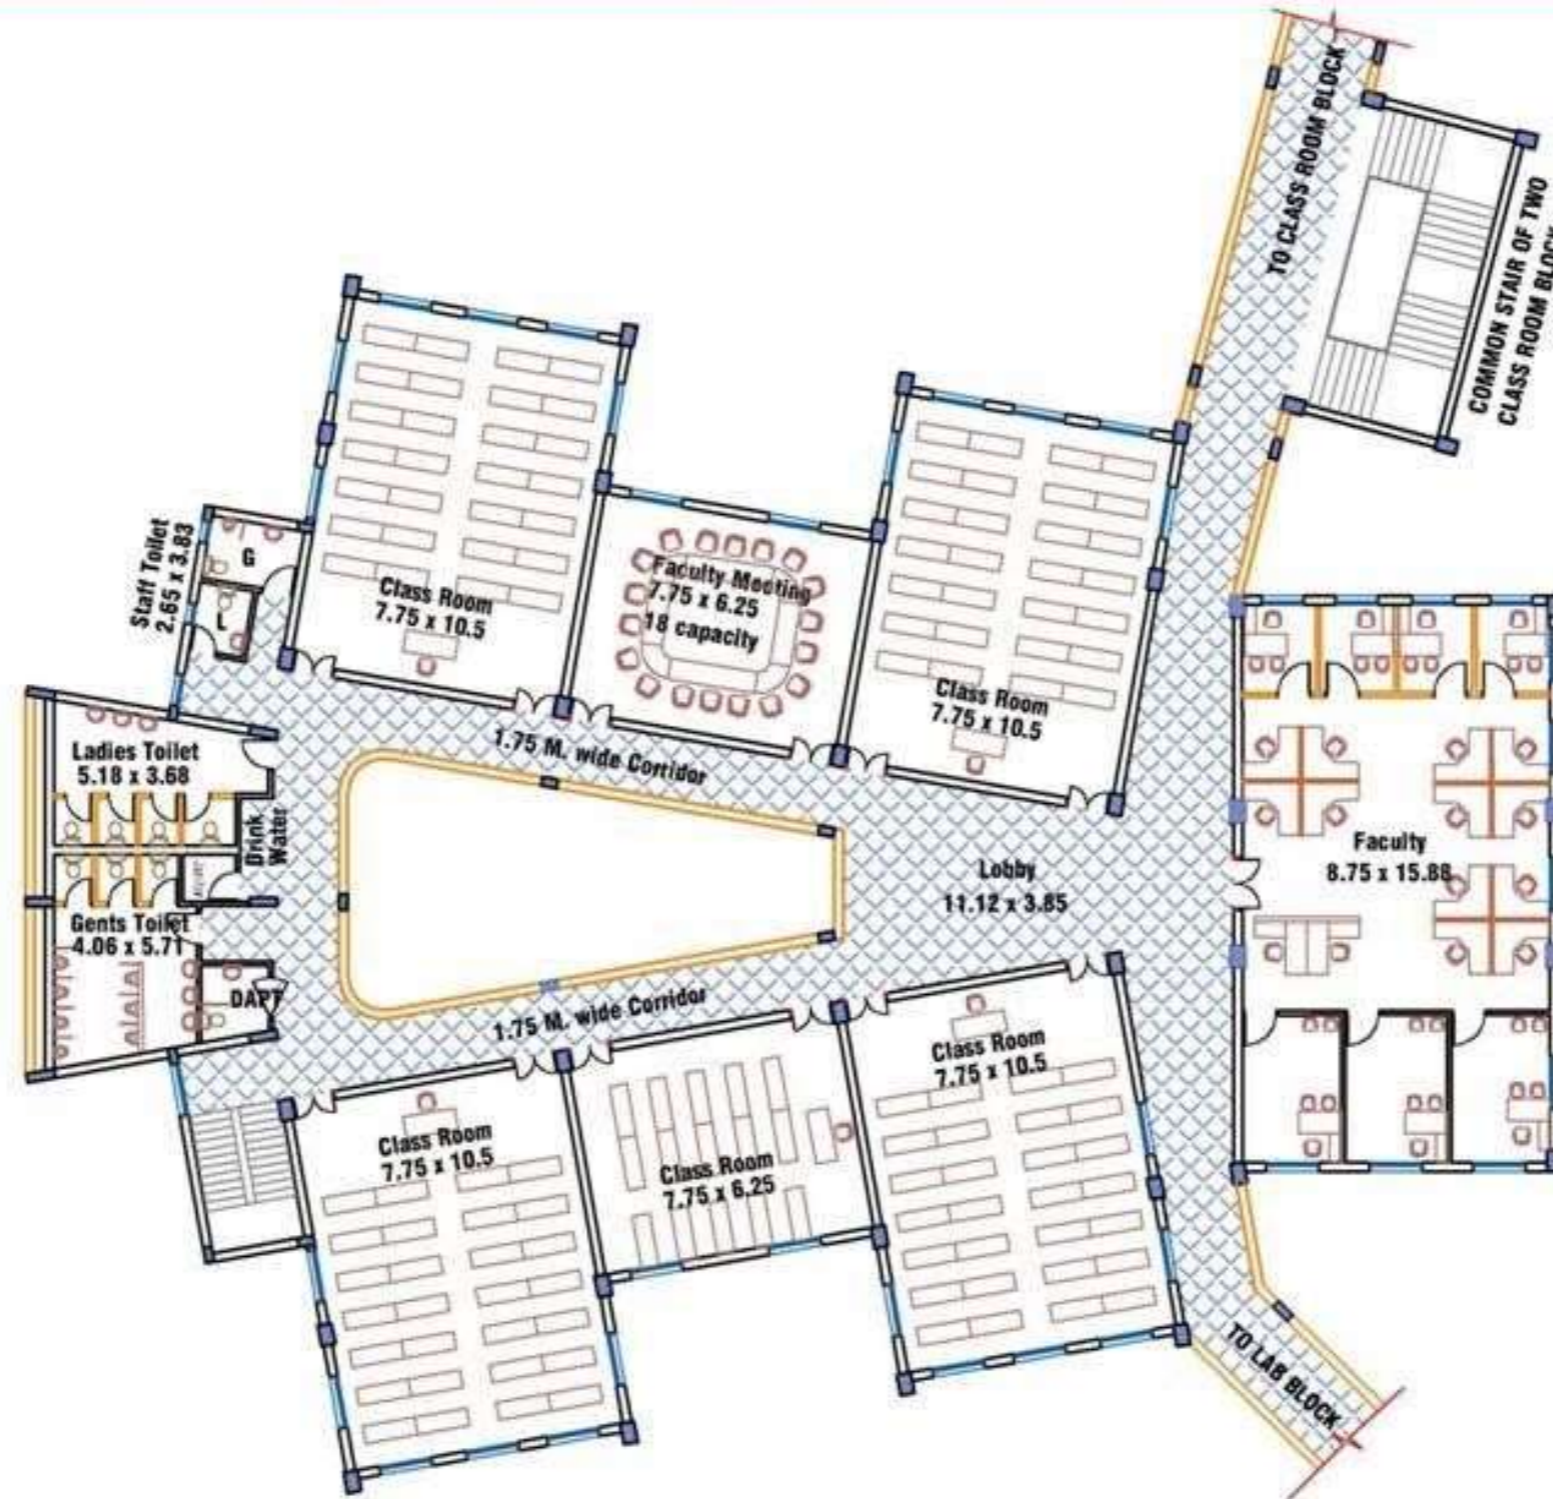 TO CLASS ROOM BLOCK
COMMON STAIR OF TWO
CLASS ROOM BLOCK
Staff Toilet
2.65 x 3.83
G
L
Class Room
7.75 x 10.5
Faculty Meeting
7.75 x 6.25
18 capacity
Class Room
7.75 x 10.5
Ladies Toilet
5.18 x 3.68
1.75 M. wide Corridor
Drink
Water
Lobby
11.12 x 3.85
Faculty
8.75 x 15.88
Gents Toilet
4.06 x 5.71
DAPT
1.75 M. wide Corridor
Class Room
7.75 x 10.5
Class Room
7.75 x 10.5
Class Room
7.75 x 6.25
TO LAB BLOCK